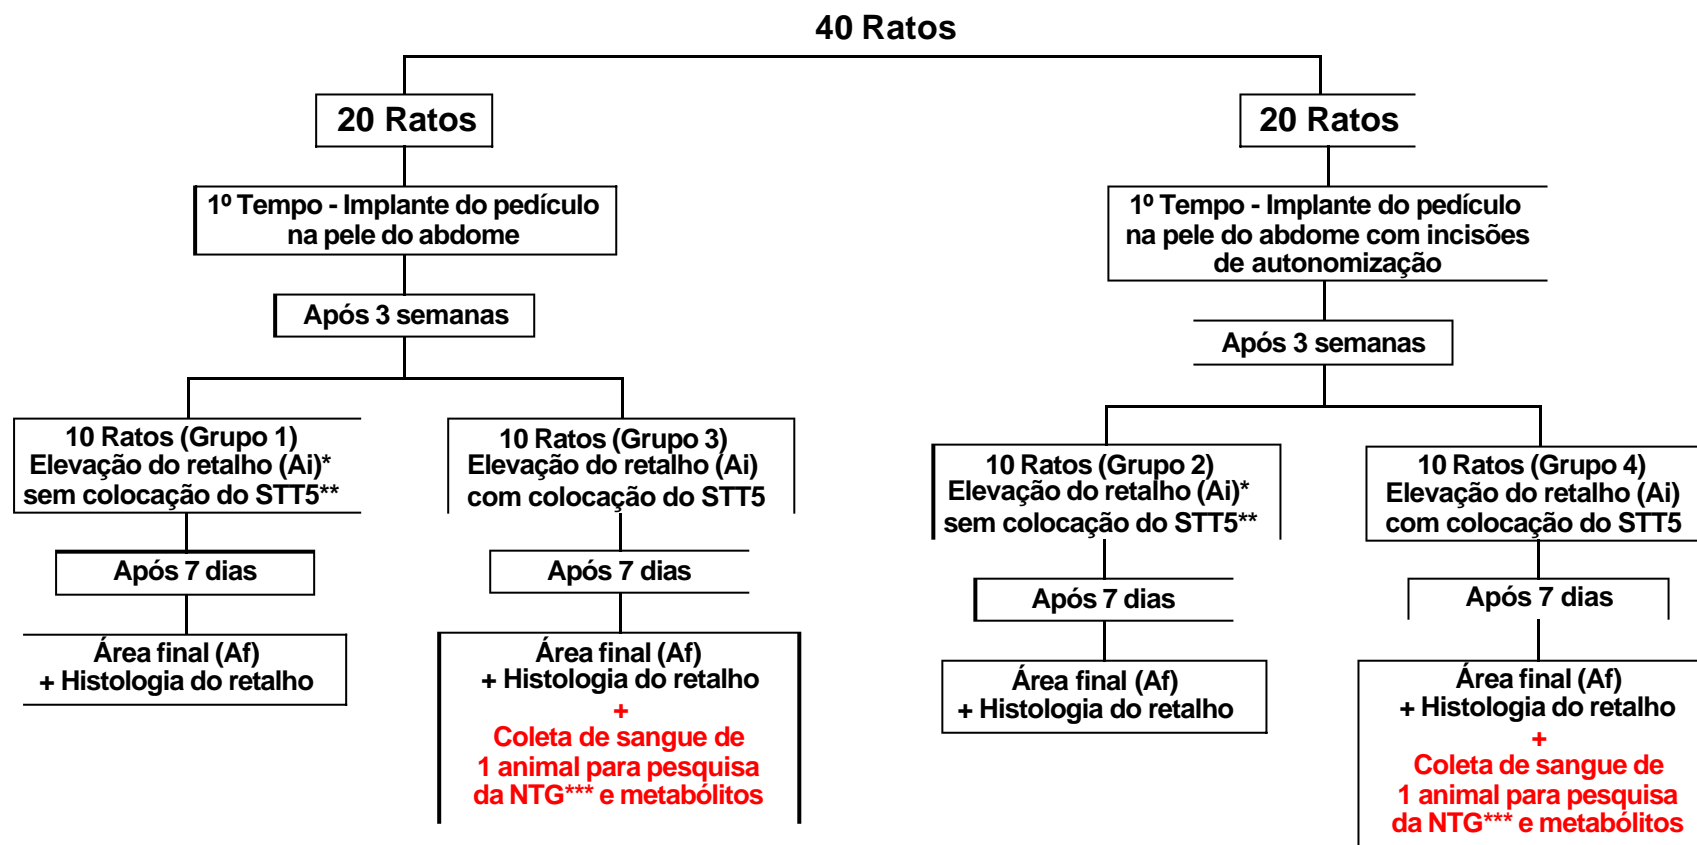 40 Ratos
20 Ratos
1º Tempo - Implante do pedículo
na pele do abdome
Após 3 semanas
10 Ratos (Grupo 1)
Elevação do retalho (Ai)*
sem colocação do STT5**
Após 7 dias
Área final (Af)
+ Histologia do retalho
10 Ratos (Grupo 3)
Elevação do retalho (Ai)
com colocação do STT5
Após 7 dias
Área final (Af)
+ Histologia do retalho
+
Coleta de sangue de
1 animal para pesquisa
da NTG*** e metabólitos
20 Ratos
1º Tempo - Implante do pedículo
na pele do abdome com incisões
de autonomização
Após 3 semanas
10 Ratos (Grupo 2)
Elevação do retalho (Ai)*
sem colocação do STT5**
Após 7 dias
Área final (Af)
+ Histologia do retalho
10 Ratos (Grupo 4)
Elevação do retalho (Ai)
com colocação do STT5
Após 7 dias
Área final (Af)
+ Histologia do retalho
+
Coleta de sangue de
1 animal para pesquisa
da NTG*** e metabólitos